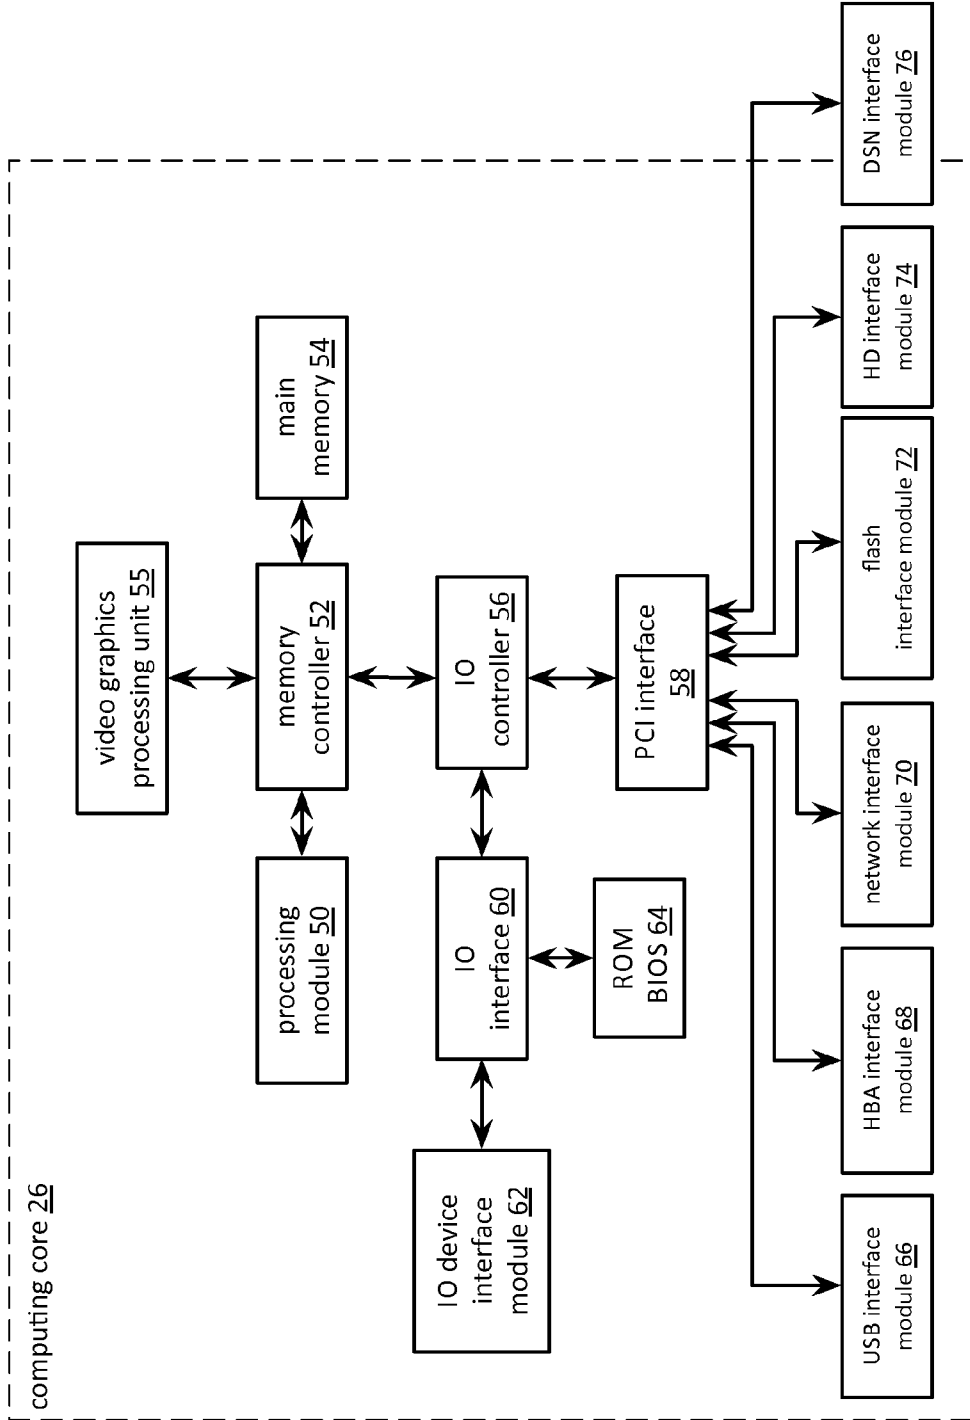 computing core 26
video graphics
processing unit 55
processing
module 50
memory
controller 52
main
memory 54
IO device
interface
module 62
IO
interface 60
IO
controller 56
ROM
BIOS 64
PCI interface
58
USB interface
module 66
HBA interface
module 68
network interface
module 70
flash
interface module 72
HD interface
module 74
DSN interface
module 76